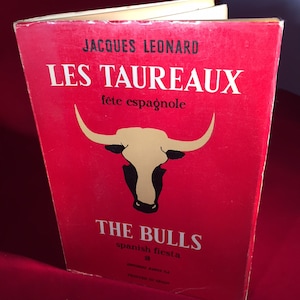 JACQUES LEONARD
LES TAUREAUX
fête espagnole
THE BULLS
spanish fiesta